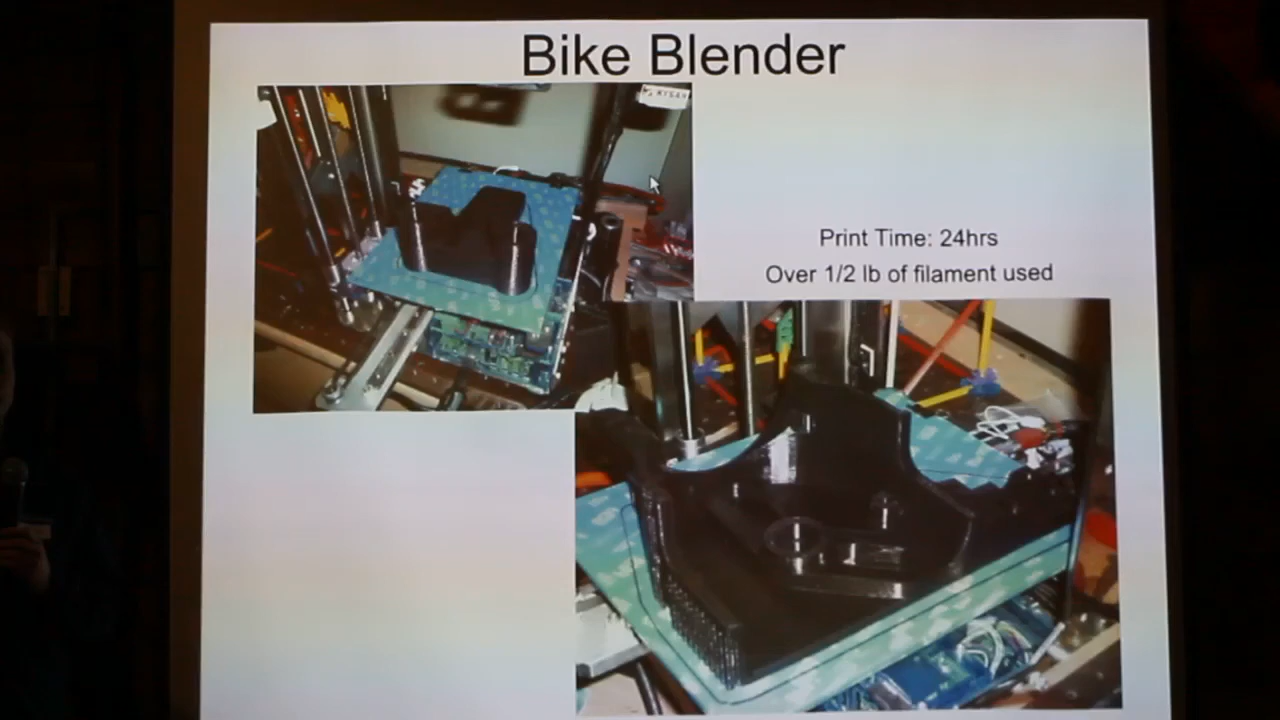 Bike Blender
Print Time: 24hrs
Over 1/2 lb of filament used